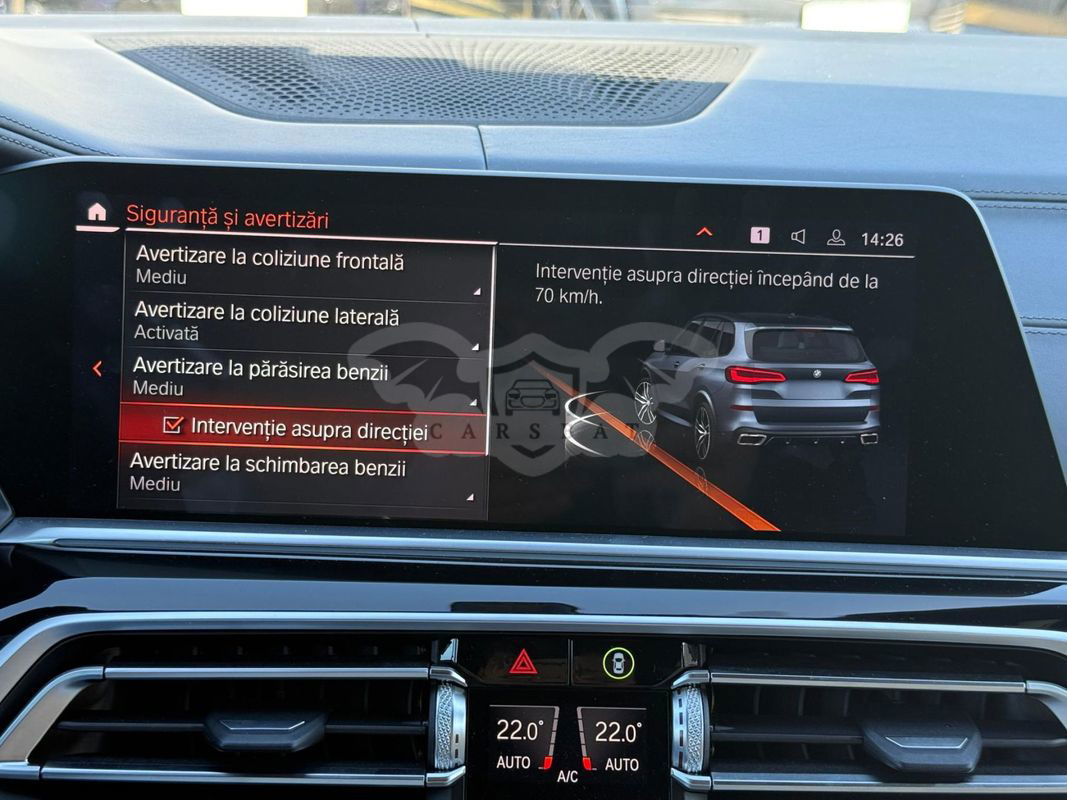 Siguranță și avertizări
1
14:26
Avertizare la coliziune frontală
Mediu
Avertizare la coliziune laterală
Activată
Avertizare la părăsirea benzii
Mediu
Intervenție asupra direcției
Avertizare la schimbarea benzii
Mediu
Intervenție asupra direcției începând de la
70 km/h.
CARSCAT
22.0°
22.0°
AUTO
A/C
AUTO